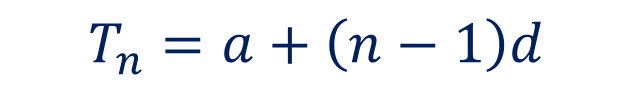 Tₙ = a + (n − 1)d